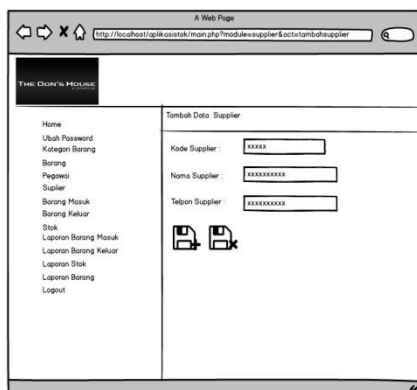 A Web Page
http://localhost/aplikasistok/main.php?module=supplier&act=tambahsupplier
THE DON'S HOUSE
Tambah Data Supplier
Home
Ubah Password
Kategori Barang
Barang
Pegawai
Suplier
Barang Masuk
Barang Keluar
Stok
Laporan Barang Masuk
Laporan Barang Keluar
Laporan Stok
Laporan Barang
Logout
Kode Supplier : xxxxx
Nama Supplier : xxxxxxxxxx
Telpon Supplier : xxxxxxxxxx